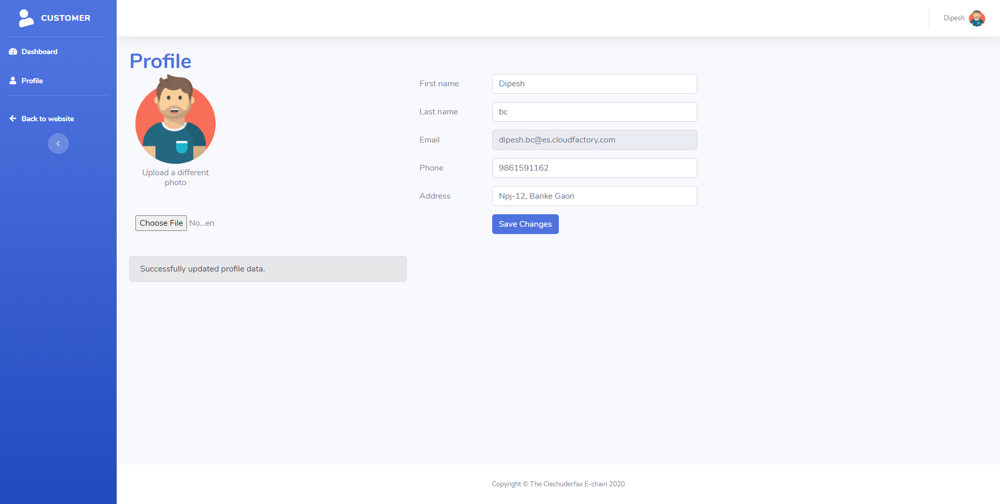 CUSTOMER
Dashboard
Profile
Back to website
Dipesh
Profile
Upload a different
photo
Choose File No...en
First name Dipesh
Last name bc
Email dipesh.bc@es.cloudfactory.com
Phone 9861591162
Address Npj-12, Banke Gaon
Save Changes
Successfully updated profile data.
Copyright © The Clechuderfax E-chain 2020